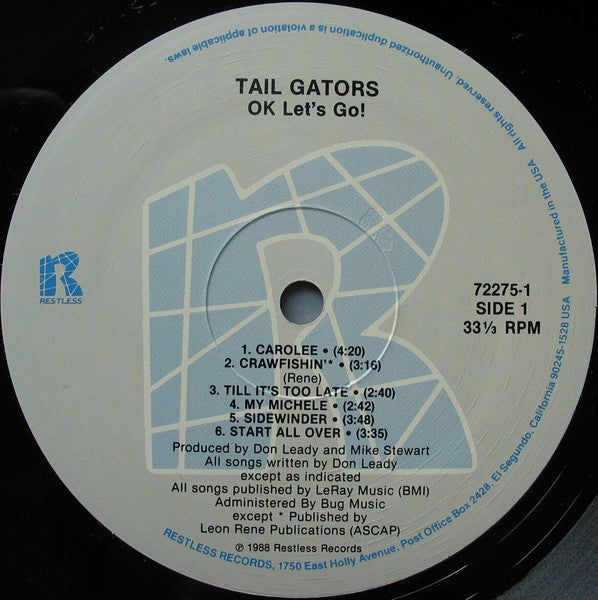 TAIL GATORS
OK Let's Go!
RESTLESS
72275-1
SIDE 1
33⅓ RPM
1. CAROLEE • (4:20)
2. CRAWFISHIN'* • (3:16)
(Rene)
3. TILL IT'S TOO LATE • (2:40)
4. MY MICHELE • (2:42)
5. SIDEWINDER • (3:48)
6. START ALL OVER • (3:35)
Produced by Don Leady and Mike Stewart
All songs written by Don Leady
except as indicated
All songs published by LeRay Music (BMI)
Administered By Bug Music
except * Published by
Leon Rene Publications (ASCAP)
℗ 1988 Restless Records
RESTLESS RECORDS, 1750 East Holly Avenue, Post Office Box 2428, El Segundo, California 90245-1528 USA Manufactured in the USA All rights reserved. Unauthorized duplication is a violation of applicable laws.